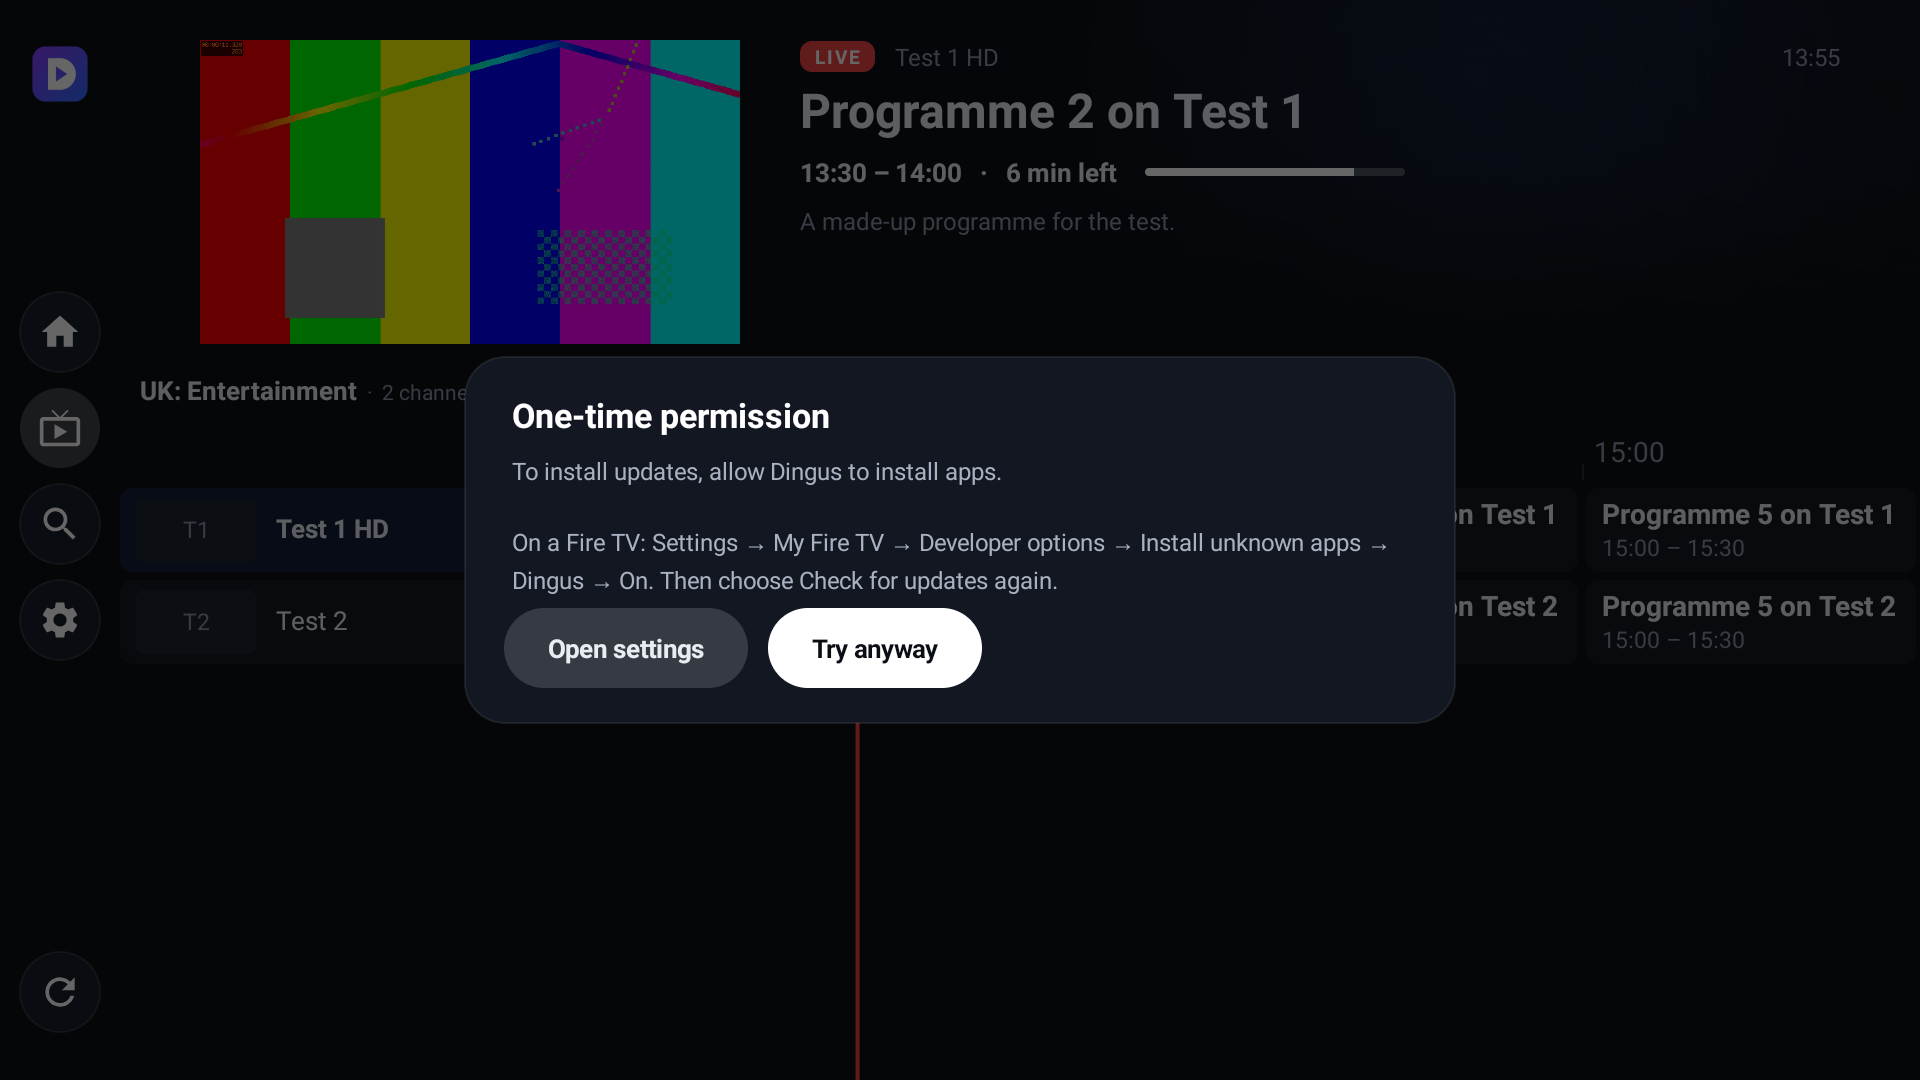 LIVE
Test 1 HD
13:55
Programme 2 on Test 1
13:30 – 14:00 · 6 min left
A made-up programme for the test.
UK: Entertainment · 2 channe
One-time permission
To install updates, allow Dingus to install apps.
On a Fire TV: Settings → My Fire TV → Developer options → Install unknown apps →
Dingus → On. Then choose Check for updates again.
Open settings
Try anyway
15:00
T1
Test 1 HD
on Test 1
Programme 5 on Test 1
15:00 – 15:30
T2
Test 2
on Test 2
Programme 5 on Test 2
15:00 – 15:30